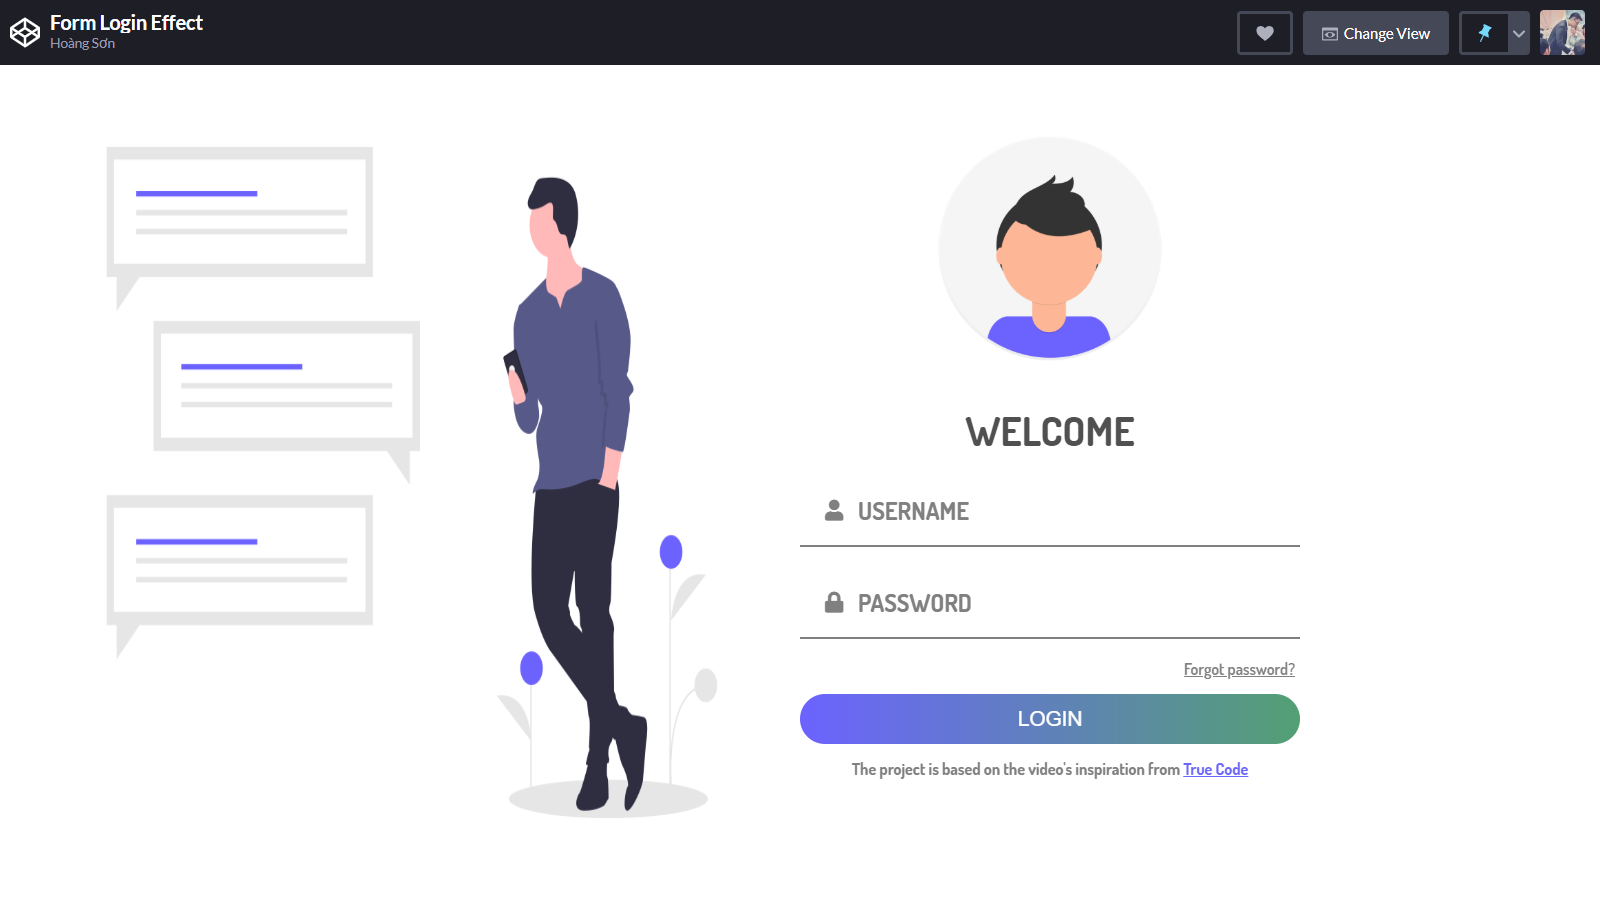 Form Login Effect
Hoàng Sơn
Change View
WELCOME
USERNAME
PASSWORD
Forgot password?
LOGIN
The project is based on the video's inspiration from True Code